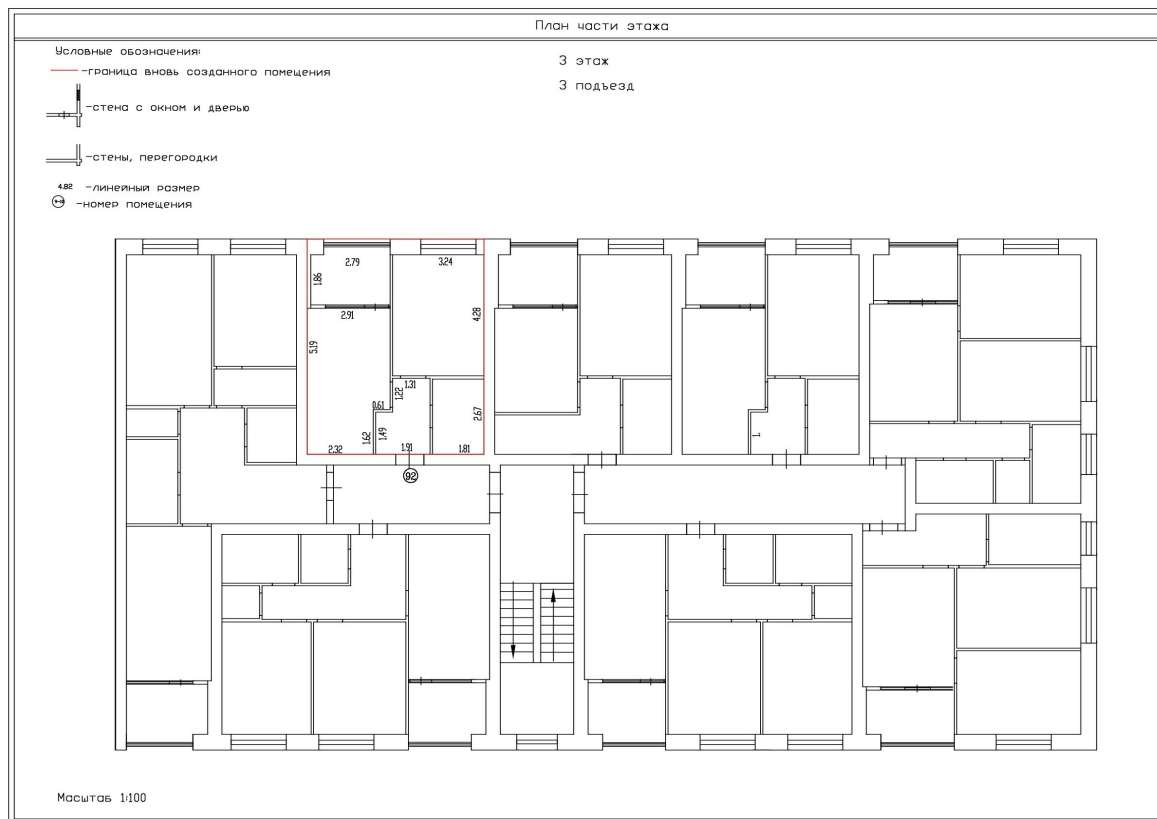 План части этажа
Условные обозначения:
-граница вновь созданного помещения
3 этаж
3 подъезд
-стена с окном и дверью
-стены, перегородки
4.82 -линейный размер
-номер помещения
2.79
3.24
1.86
2.91
4.28
5.19
1.31
1.22
0.61
2.67
1.62
1.49
2.32
1.91
1.81
92
Масштаб 1:100